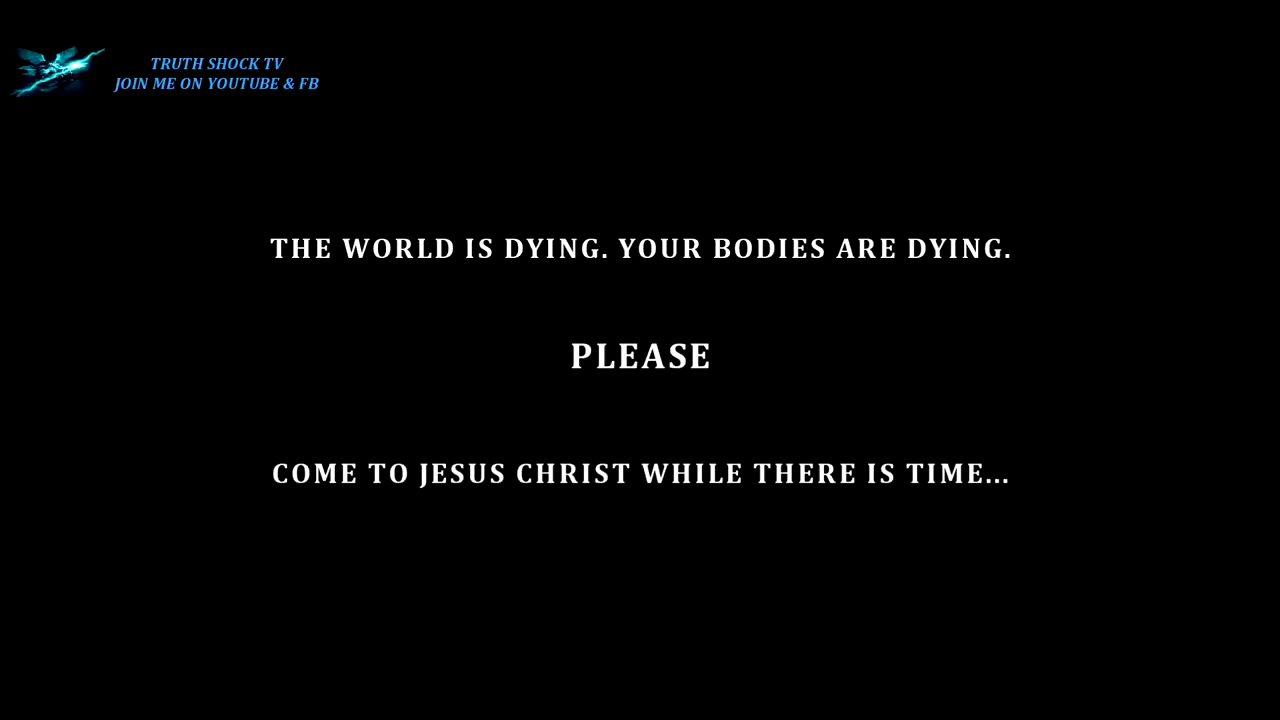 TRUTH SHOCK TV
JOIN ME ON YOUTUBE & FB
THE WORLD IS DYING. YOUR BODIES ARE DYING.
PLEASE
COME TO JESUS CHRIST WHILE THERE IS TIME...